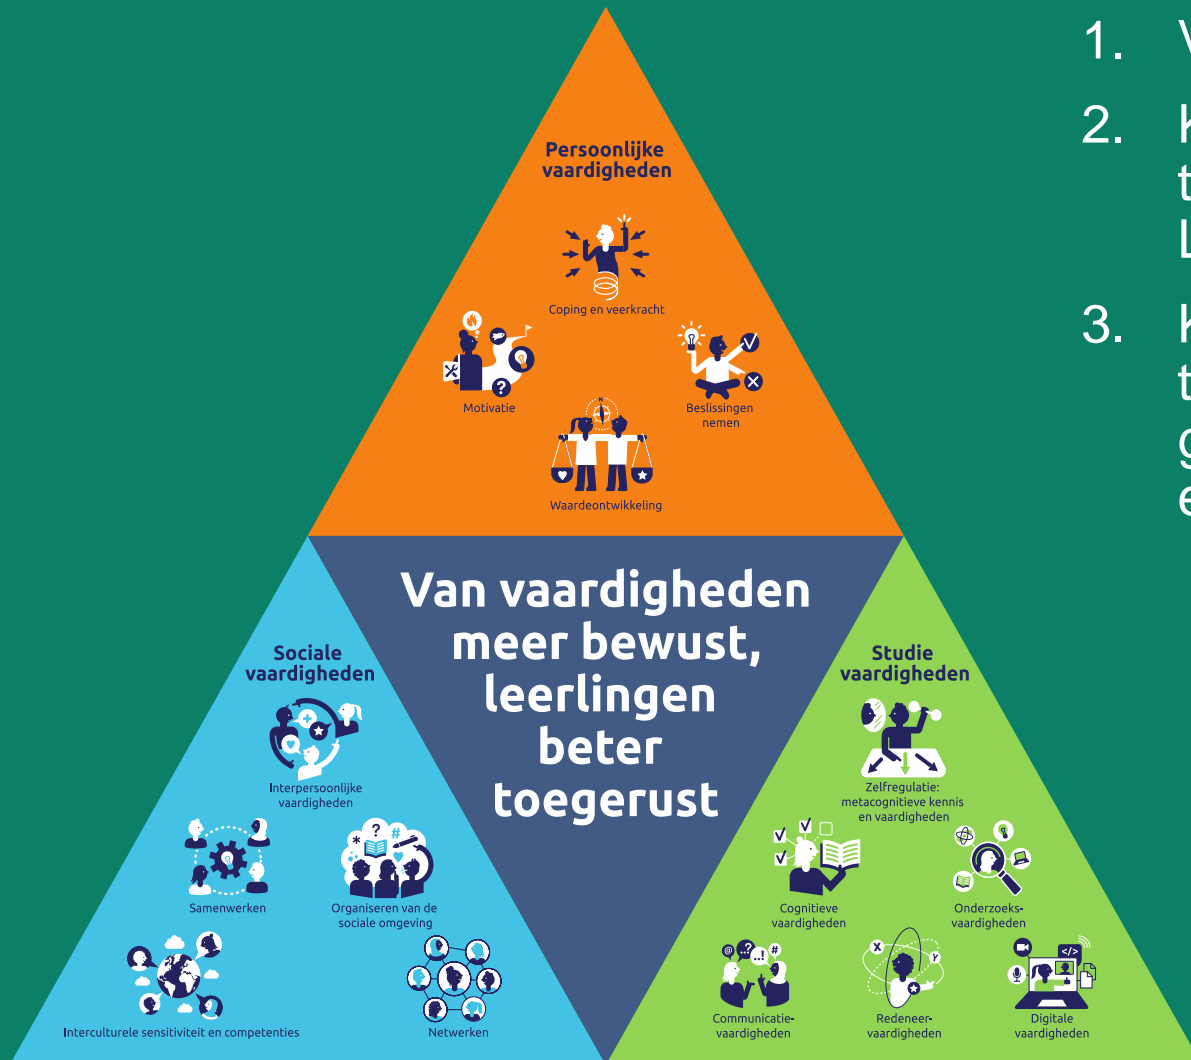 Persoonlijke
vaardigheden
Coping en veerkracht
Motivatie
Beslissingen
nemen
N
Waardeontwikkeling
Van vaardigheden
meer bewust,
leerlingen
beter
toegerust
Sociale
vaardigheden
Interpersoonlijke
vaardigheden
Samenwerken
Organiseren van de
sociale omgeving
Interculturele sensitiviteit en competenties
Netwerken
Studie
vaardigheden
Zelfregulatie:
metacognitieve kennis
en vaardigheden
Cognitieve
vaardigheden
Onderzoeks-
vaardigheden
X
Y
Communicatie-
vaardigheden
Redeneer-
vaardigheden
Digitale
vaardigheden
1.
2.
3.